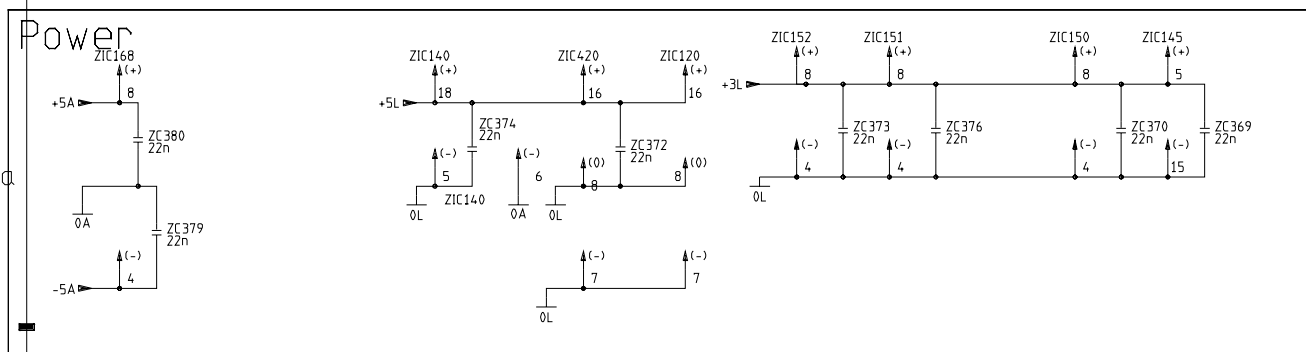 Power
ZIC168
(+)
8
+5A
ZC380
22n
0A
ZC379
22n
(-)
4
-5A
ZIC140
(+)
18
+5L
ZC374
22n
(-)
5
0L
ZIC140
(-)
6
0A
ZIC420
(+)
16
ZIC120
(+)
16
ZC372
22n
(0)
8
(0)
8
0L
(-)
7
(-)
7
0L
ZIC152
(+)
8
+3L
ZIC151
(+)
8
ZIC150
(+)
8
ZIC145
(+)
5
ZC373
22n
ZC376
22n
ZC370
22n
ZC369
22n
(-)
4
(-)
4
(-)
4
(-)
15
0L
a